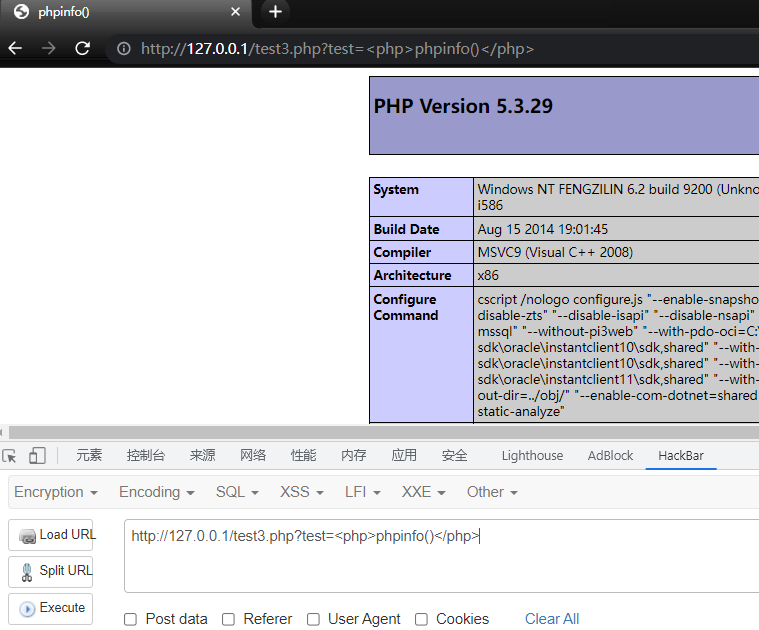 phpinfo()
http://127.0.0.1/test3.php?test=<php>phpinfo()</php>
PHP Version 5.3.29
System Windows NT FENGZILIN 6.2 build 9200 (Unkno
i586
Build Date Aug 15 2014 19:01:45
Compiler MSVC9 (Visual C++ 2008)
Architecture x86
Configure cscript /nologo configure.js "--enable-snapsho
Command disable-zts" "--disable-isapi" "--disable-nsapi"
mssql" "--without-pi3web" "--with-pdo-oci=C:\
sdk\oracle\instantclient10\sdk,shared" "--with-
sdk\oracle\instantclient10\sdk,shared" "--with-
sdk\oracle\instantclient11\sdk,shared" "--with-
out-dir=../obj/" "--enable-com-dotnet=shared
static-analyze"
元素 控制台 来源 网络 性能 内存 应用 安全 Lighthouse AdBlock HackBar
Encryption Encoding SQL XSS LFI XXE Other
Load URL http://127.0.0.1/test3.php?test=<php>phpinfo()</php>
Split URL
Execute
Post data Referer User Agent Cookies Clear All